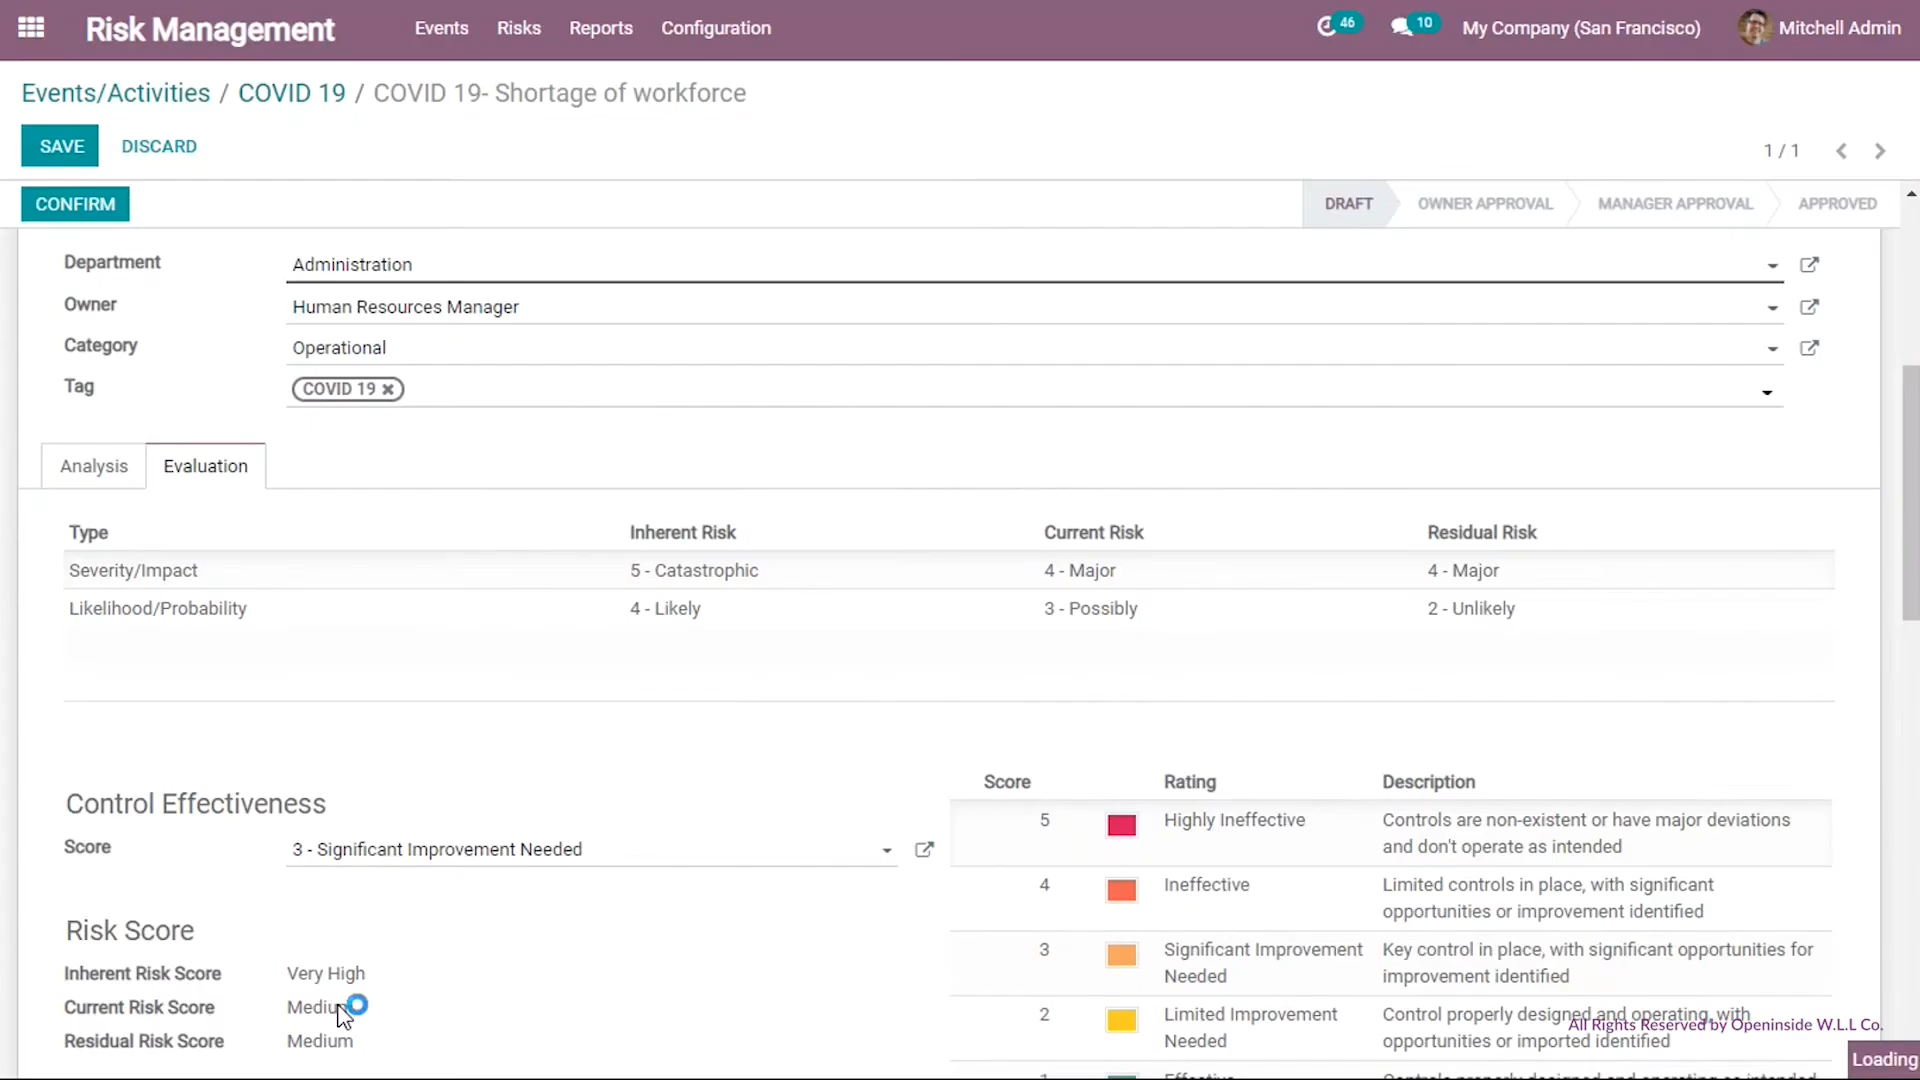 Risk Management Events Risks Reports Configuration 46 10 My Company (San Francisco) Mitchell Admin
Events/Activities / COVID 19 / COVID 19- Shortage of workforce
SAVE DISCARD 1 / 1
CONFIRM DRAFT OWNER APPROVAL MANAGER APPROVAL APPROVED
Department Administration
Owner Human Resources Manager
Category Operational
Tag COVID 19 ×
Analysis Evaluation
Type Inherent Risk Current Risk Residual Risk
Severity/Impact 5 - Catastrophic 4 - Major 4 - Major
Likelihood/Probability 4 - Likely 3 - Possibly 2 - Unlikely
Control Effectiveness
Score 3 - Significant Improvement Needed
Risk Score
Inherent Risk Score Very High
Current Risk Score Medium
Residual Risk Score Medium
Score Rating Description
5 Highly Ineffective Controls are non-existent or have major deviations
and don't operate as intended
4 Ineffective Limited controls in place, with significant
opportunities or improvement identified
3 Significant Improvement Key control in place, with significant opportunities for
Needed improvement identified
2 Limited Improvement Control properly designed and operating, with
Needed opportunities or imported identified
All Rights Reserved by Openinside W.L.L Co.
Loading